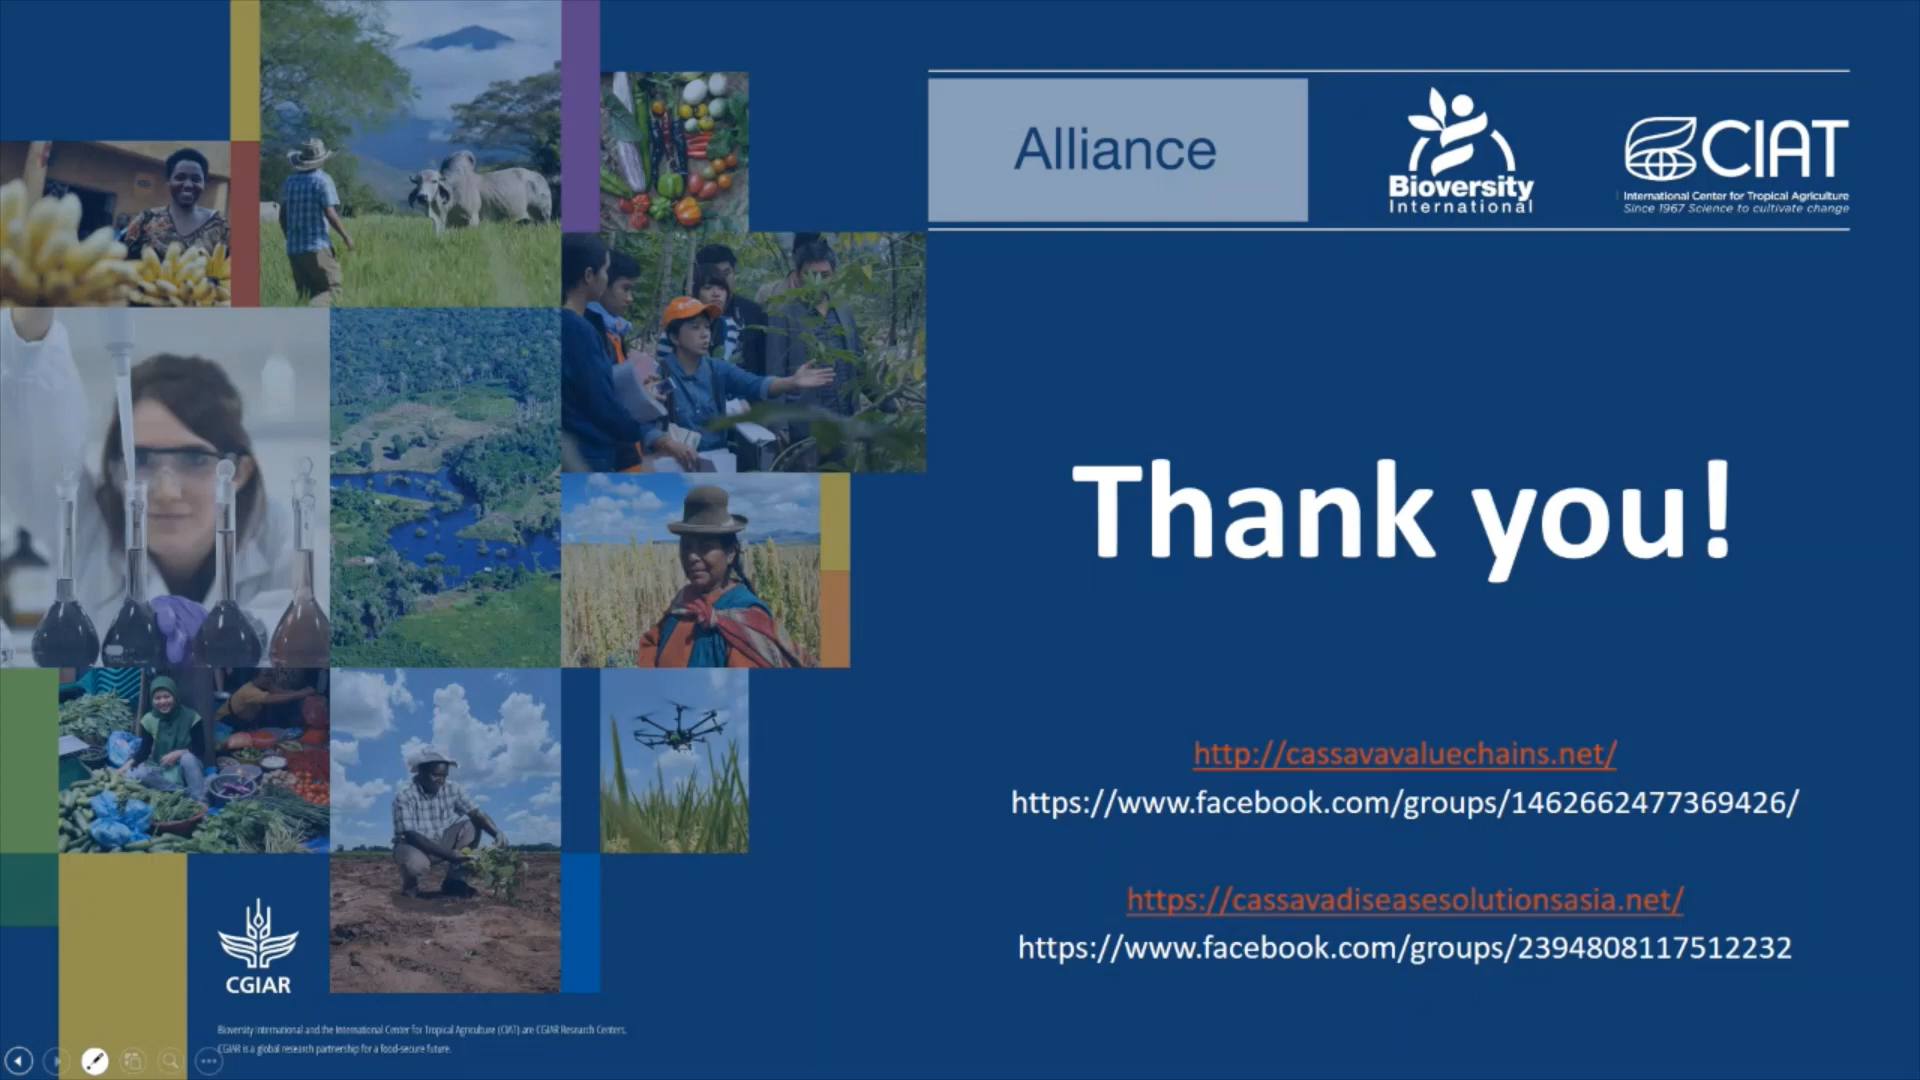 Alliance
Bioversity
International
CIAT
International Center for Tropical Agriculture
Since 1967 Science to cultivate change
Thank you!
http://cassavavaluechains.net/
https://www.facebook.com/groups/1462662477369426/
https://cassavadiseasesolutionsasia.net/
https://www.facebook.com/groups/2394808117512232
CGIAR
Bioversity International and the International Center for Tropical Agriculture (CIAT) are CGIAR Research Centers.
CGIAR is a global research partnership for a food-secure future.